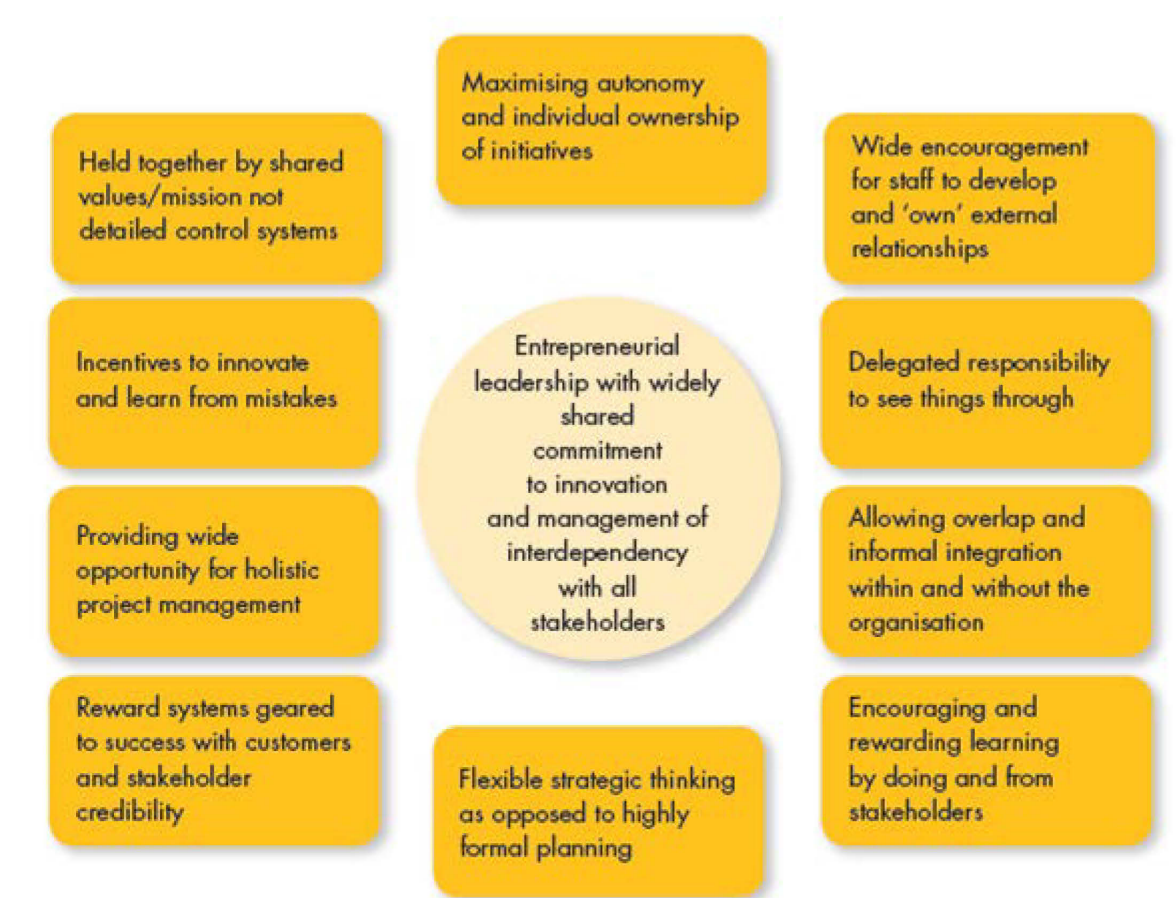 Maximising autonomy
and individual ownership
of initiatives
Held together by shared
values/mission not
detailed control systems
Wide encouragement
for staff to develop
and ‘own’ external
relationships
Incentives to innovate
and learn from mistakes
Entrepreneurial
leadership with widely
shared
commitment
to innovation
and management of
interdependency
with all
stakeholders
Delegated responsibility
to see things through
Providing wide
opportunity for holistic
project management
Allowing overlap and
informal integration
within and without the
organisation
Reward systems geared
to success with customers
and stakeholder
credibility
Flexible strategic thinking
as opposed to highly
formal planning
Encouraging and
rewarding learning
by doing and from
stakeholders